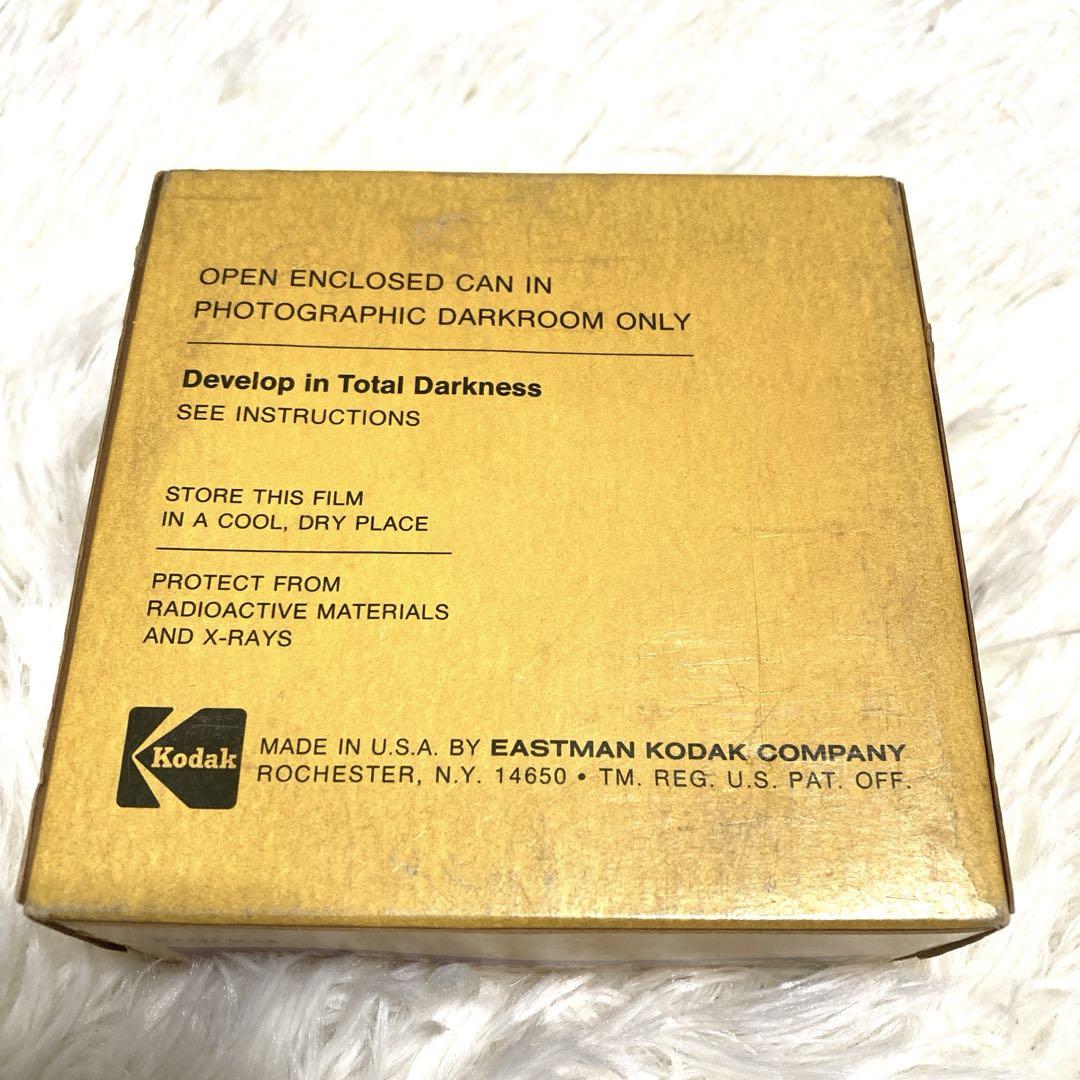 OPEN ENCLOSED CAN IN
PHOTOGRAPHIC DARKROOM ONLY
Develop in Total Darkness
SEE INSTRUCTIONS
STORE THIS FILM
IN A COOL, DRY PLACE
PROTECT FROM
RADIOACTIVE MATERIALS
AND X-RAYS
Kodak
MADE IN U.S.A. BY EASTMAN KODAK COMPANY
ROCHESTER, N.Y. 14650 • TM. REG. U.S. PAT. OFF.